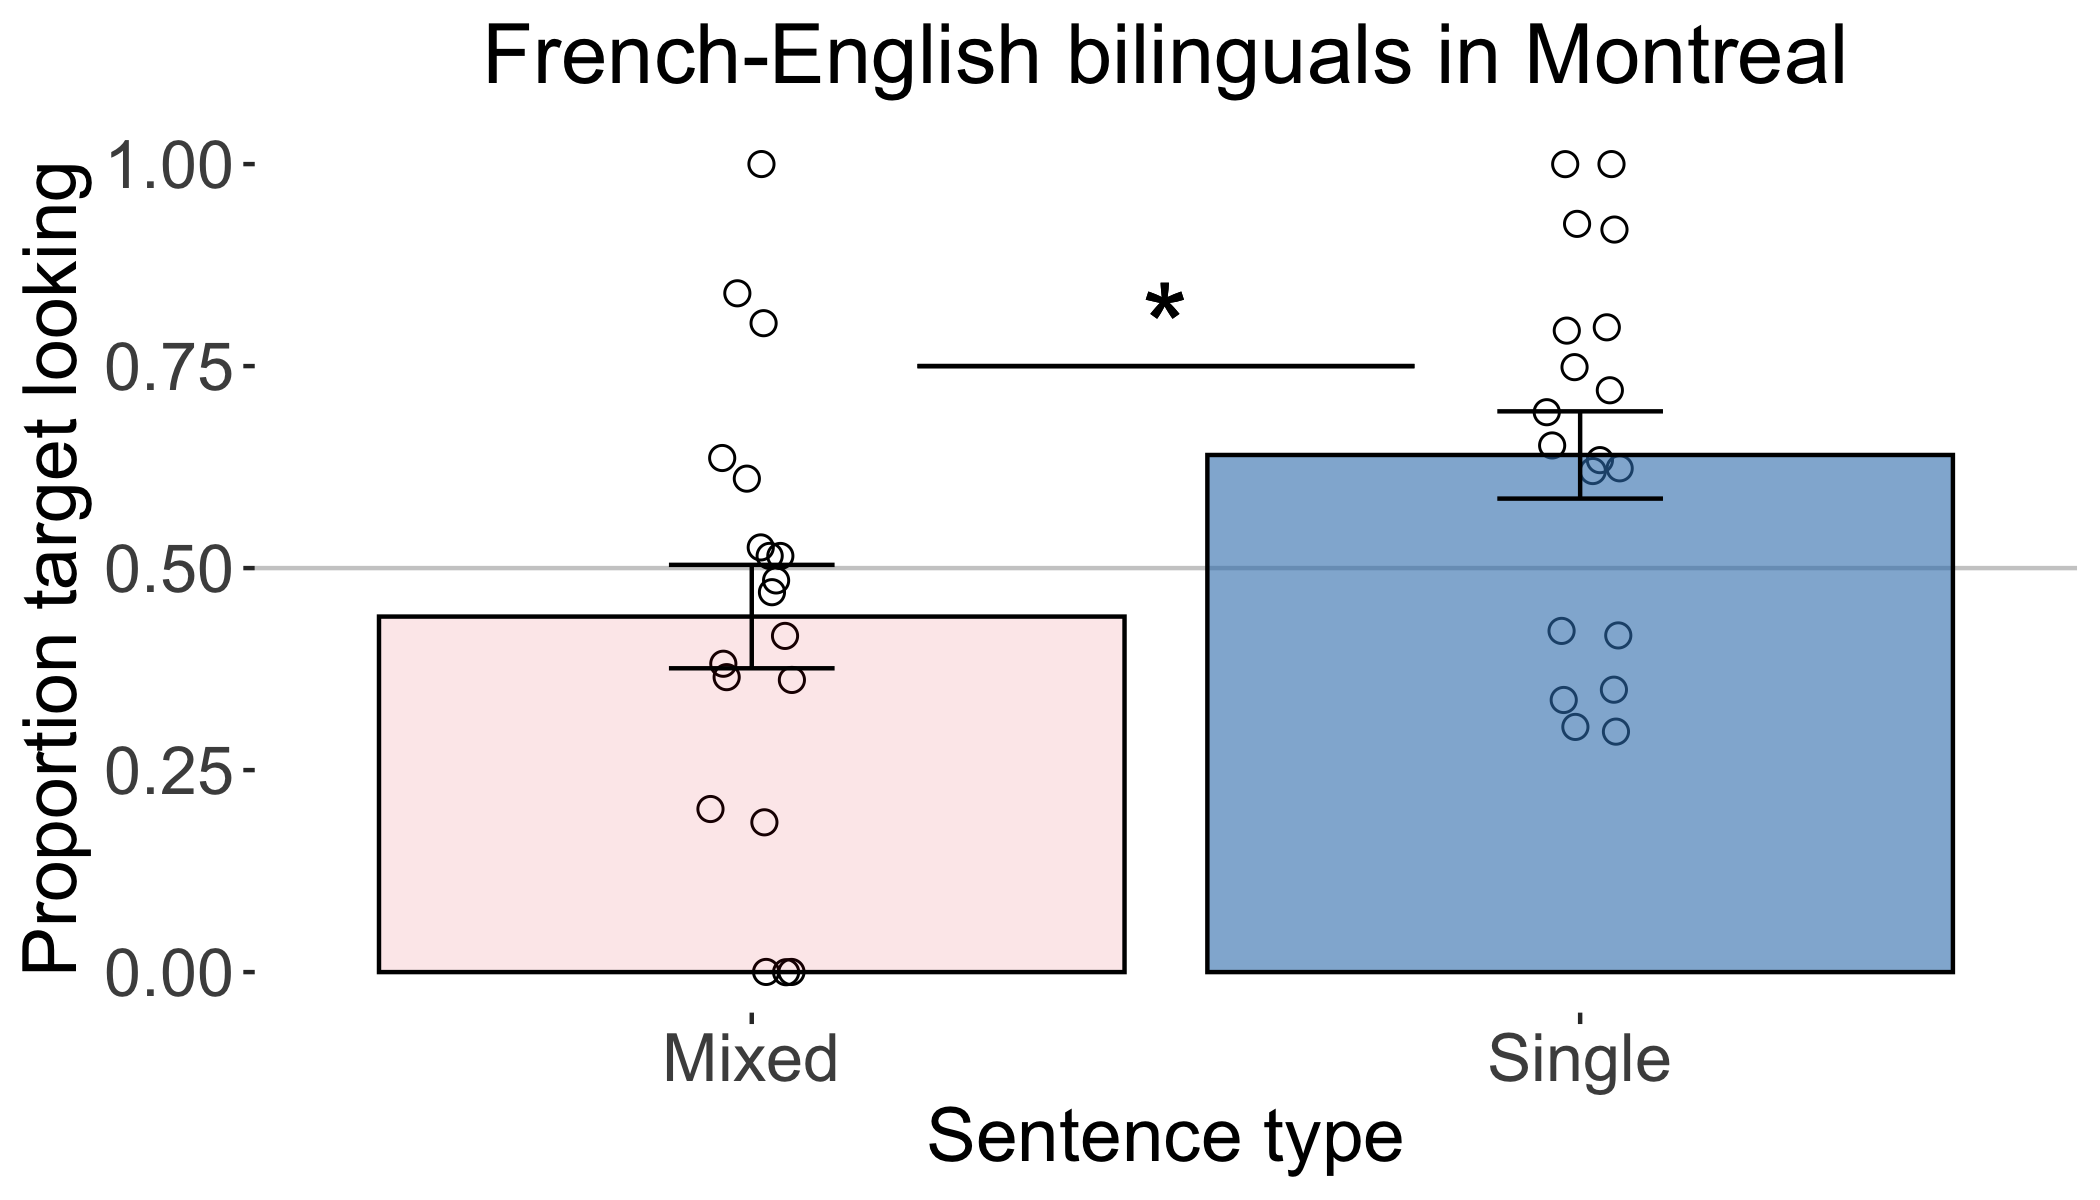 French-English bilinguals in Montreal
Proportion target looking
1.00
0.75
0.50
0.25
0.00
*
Mixed
Single
Sentence type